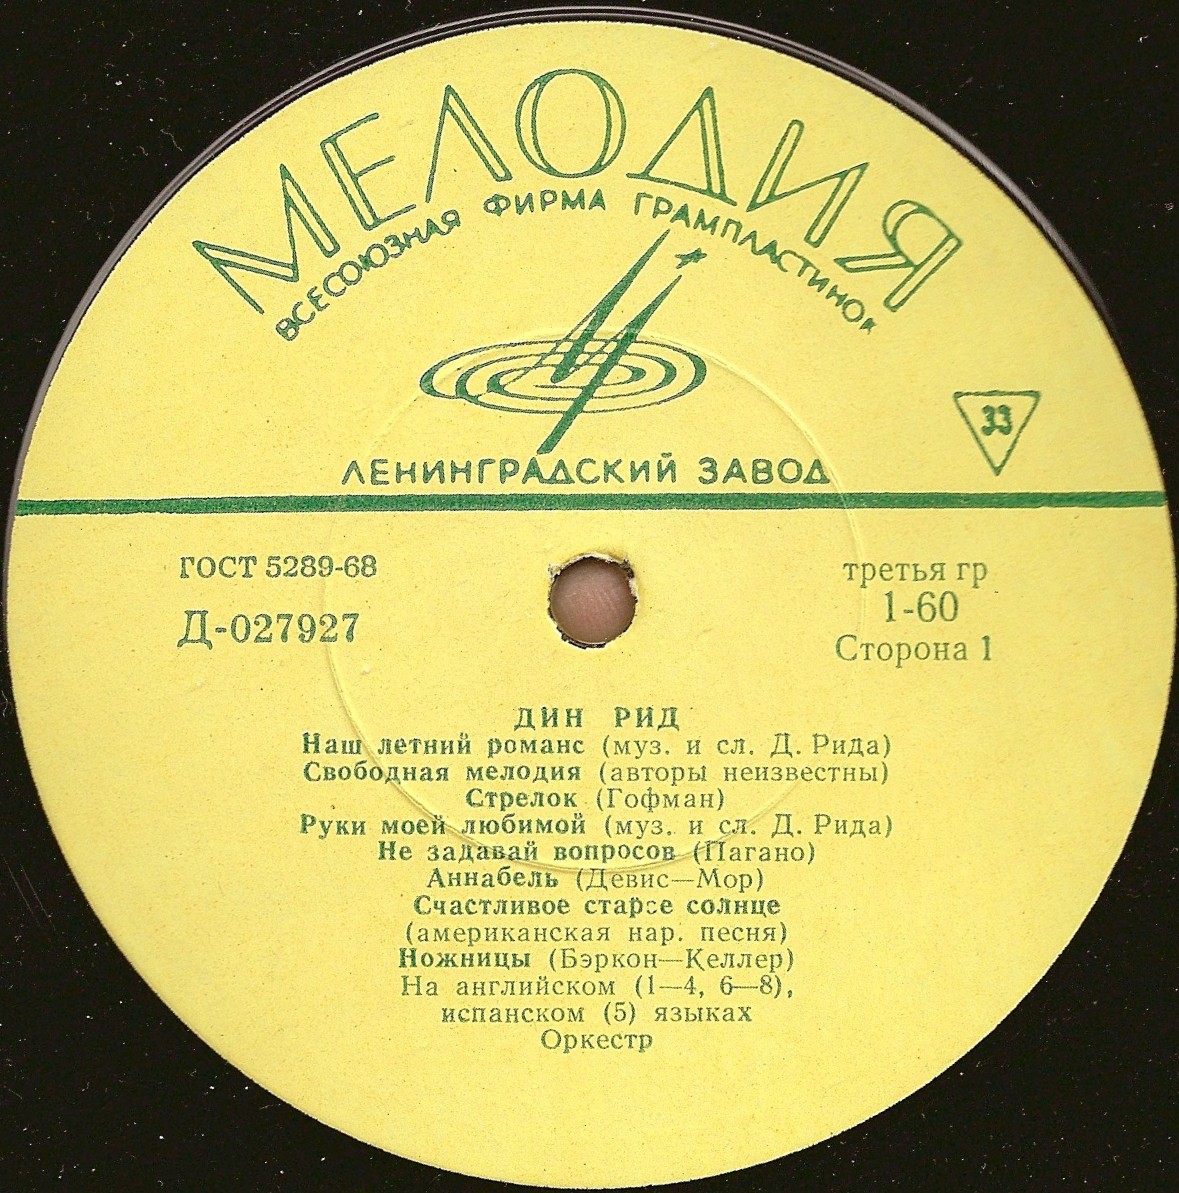 МЕЛОДИЯ
ВСЕСОЮЗНАЯ ФИРМА ГРАМПЛАСТИНОК
33
ЛЕНИНГРАДСКИЙ ЗАВОД
ГОСТ 5289-68
Д-027927
третья гр
1-60
Сторона 1
ДИН РИД
Наш летний романс (муз. и сл. Д. Рида)
Свободная мелодия (авторы неизвестны)
Стрелок (Гофман)
Руки моей любимой (муз. и сл. Д. Рида)
Не задавай вопросов (Пагано)
Аннабель (Девис—Мор)
Счастливое старое солнце
(американская нар. песня)
Ножницы (Бэркон—Келлер)
На английском (1—4, 6—8),
испанском (5) языках
Оркестр